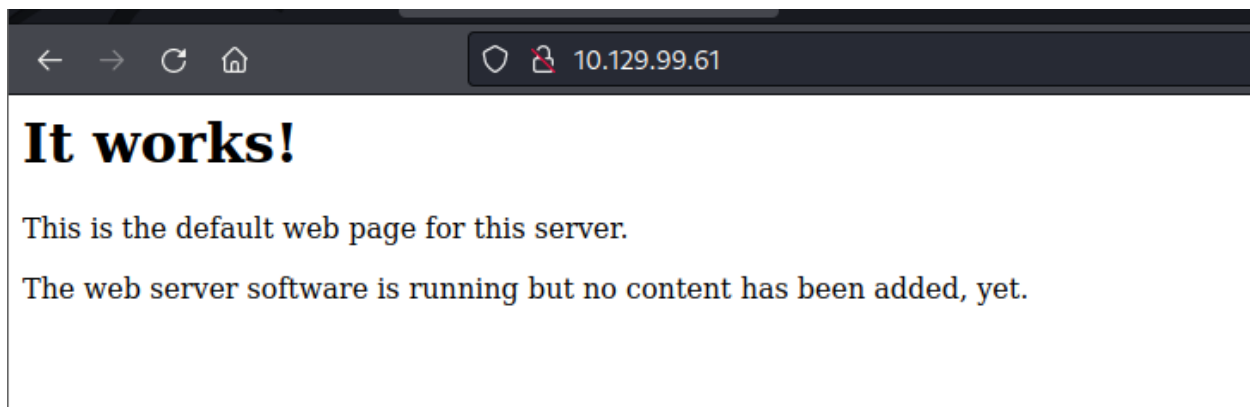 10.129.99.61
It works!
This is the default web page for this server.
The web server software is running but no content has been added, yet.